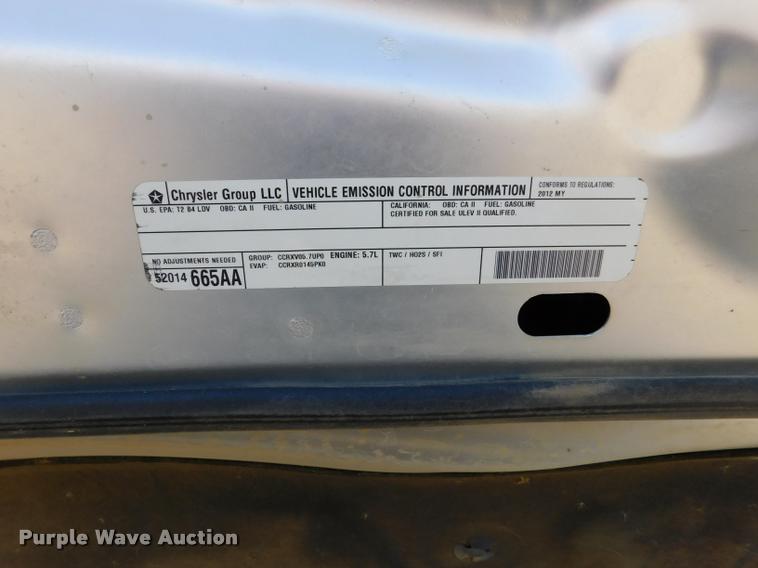 Chrysler Group LLC VEHICLE EMISSION CONTROL INFORMATION CONFORMS TO REGULATIONS:
2012 MY
U.S. EPA: T2 B4 LDV OBD: CA II FUEL: GASOLINE
CALIFORNIA: OBD: CA II FUEL: GASOLINE
CERTIFIED FOR SALE ULEV II QUALIFIED.
NO ADJUSTMENTS NEEDED
52014 665AA
GROUP: CCRXV05.7UP0 ENGINE: 5.7L
EVAP: CCRXR0145PK0
TWC / HO2S / SFI
Purple Wave Auction